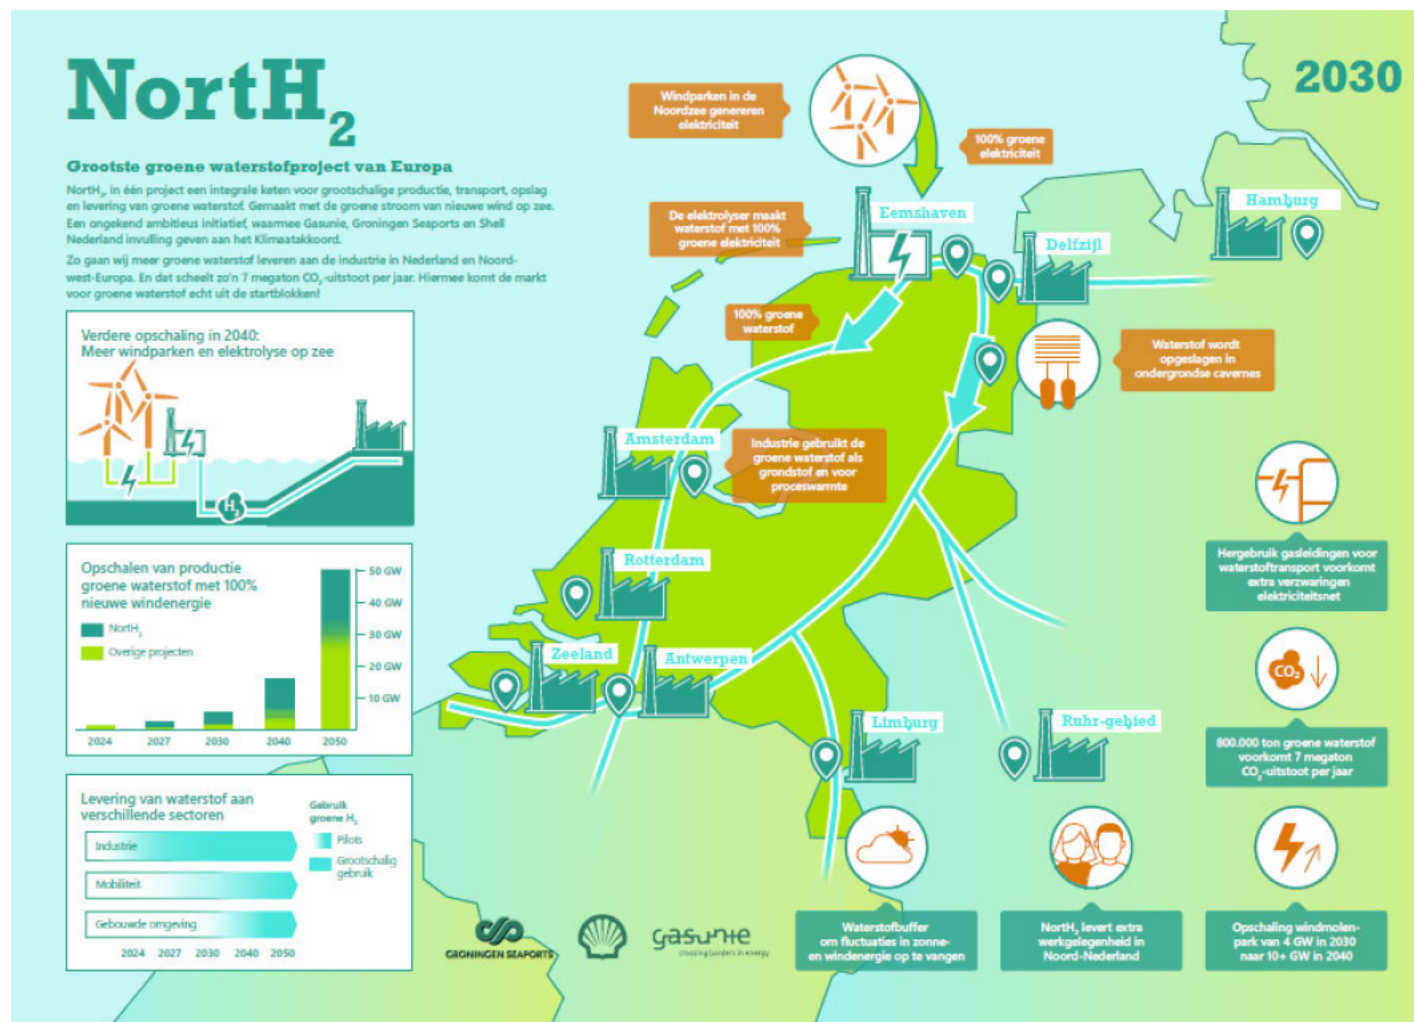 NortH₂
Grootste groene waterstofproject van Europa
NortH₂, in één project een integrale keten voor grootschalige productie, transport, opslag
en levering van groene waterstof. Gemaakt met de groene stroom van nieuwe wind op zee.
Een ongekend ambitieus initiatief, waarmee Gasunie, Groningen Seaports en Shell
Nederland invulling geven aan het Klimaatakkoord.
Zo gaan wij meer groene waterstof leveren aan de industrie in Nederland en Noord-
west-Europa. En dat scheelt zo'n 7 megaton CO₂-uitstoot per jaar. Hiermee komt de markt
voor groene waterstof echt uit de startblokken!
2030
Windparken in de
Noordzee genereren
elektriciteit
100% groene
elektriciteit
De elektrolyser maakt
waterstof met 100%
groene elektriciteit
Eemshaven
Delfzijl
Hamburg
100% groene
waterstof
Waterstof wordt
opgeslagen in
ondergrondse cavernes
Amsterdam
Industrie gebruikt de
groene waterstof als
grondstof en voor
proceswarmte
Rotterdam
Zeeland
Antwerpen
Limburg
Ruhr-gebied
Verdere opschaling in 2040:
Meer windparken en elektrolyse op zee
H₂
Opschalen van productie
groene waterstof met 100%
nieuwe windenergie
NortH₂
Overige projecten
50 GW
40 GW
30 GW
20 GW
10 GW
2024 2027 2030 2040 2050
Levering van waterstof aan
verschillende sectoren
Gebruik
groene H₂
Pilots
Grootschalig
gebruik
Industrie
Mobiliteit
Gebouwde omgeving
2024 2027 2030 2040 2050
Hergebruik gasleidingen voor
waterstoftransport voorkomt
extra verzwaringen
elektriciteitsnet
CO₂
800.000 ton groene waterstof
voorkomt 7 megaton
CO₂-uitstoot per jaar
Waterstofbuffer
om fluctuaties in zonne-
en windenergie op te vangen
NortH₂ levert extra
werkgelegenheid in
Noord-Nederland
Opschaling windmolen-
park van 4 GW in 2030
naar 10+ GW in 2040
GRONINGEN SEAPORTS
gasunie
crossing borders in energy